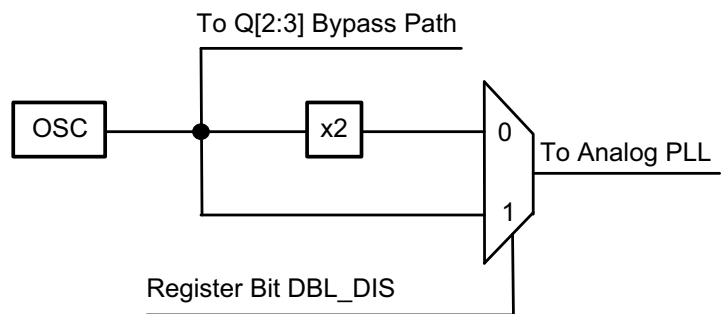 To Q[2:3] Bypass Path
OSC
x2
0
To Analog PLL
1
Register Bit DBL_DIS